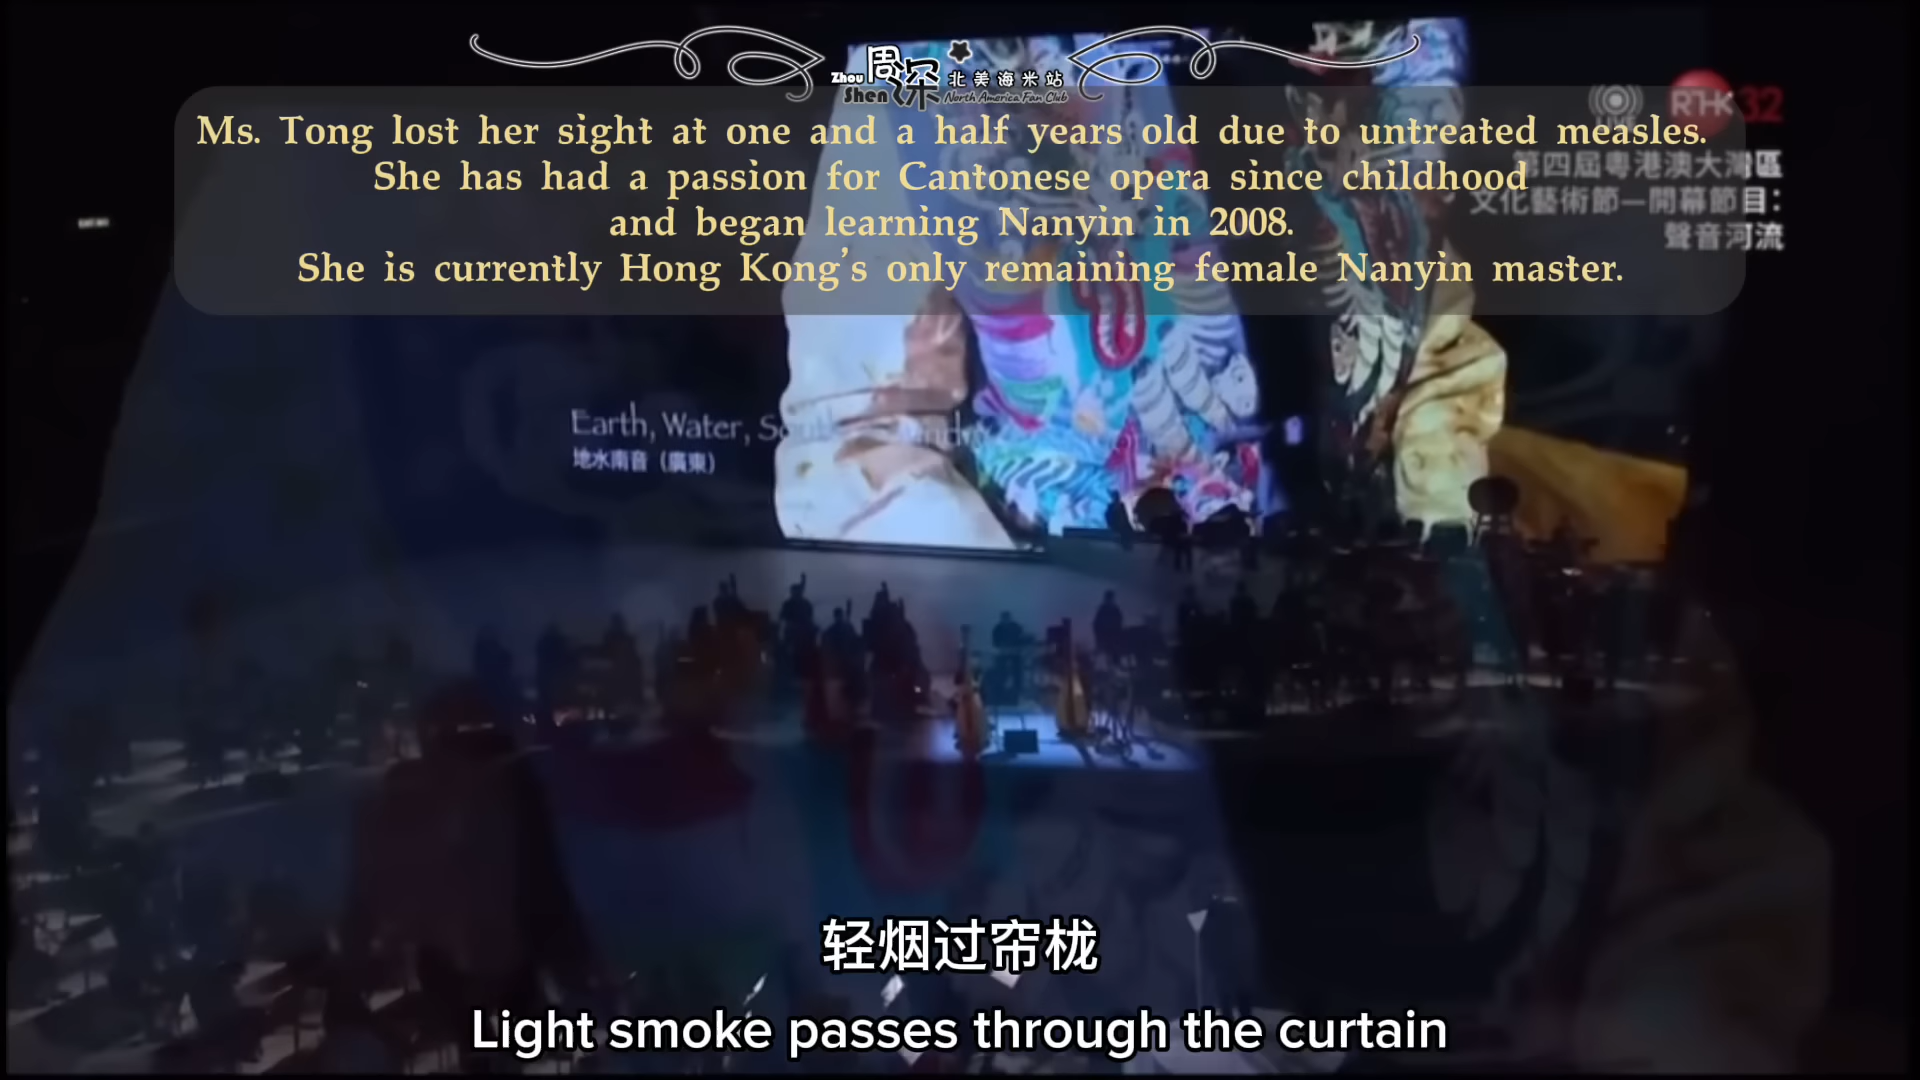 Zhou Shen 周深 北美海米站
North America Fan Club
RTHK 32
Ms. Tong lost her sight at one and a half years old due to untreated measles.
She has had a passion for Cantonese opera since childhood
and began learning Nanyin in 2008.
She is currently Hong Kong's only remaining female Nanyin master.
第四屆粵港澳大灣區
文化藝術節—開幕節目：
聲音河流
Earth, Water,
地水南音（廣東）
轻烟过帘栊
Light smoke passes through the curtain